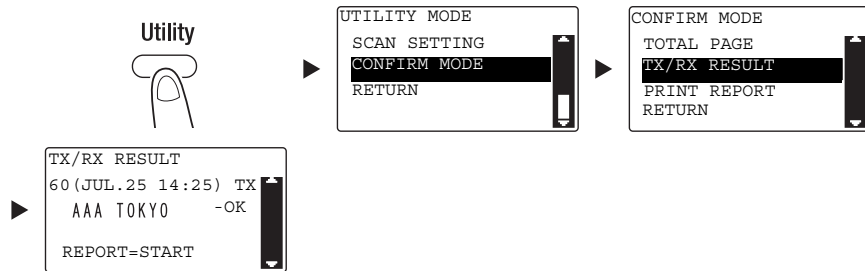 Utility
UTILITY MODE
SCAN SETTING
CONFIRM MODE
RETURN
CONFIRM MODE
TOTAL PAGE
TX/RX RESULT
PRINT REPORT
RETURN
TX/RX RESULT
60(JUL.25 14:25) TX
AAA TOKYO -OK
REPORT=START